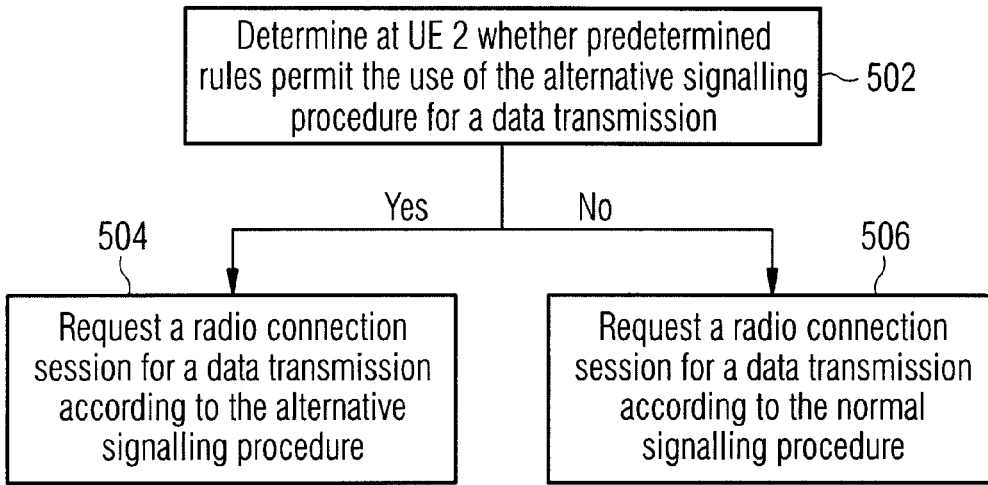 Determine at UE 2 whether predetermined
rules permit the use of the alternative signalling
procedure for a data transmission
502
Yes
No
504
506
Request a radio connection
session for a data transmission
according to the alternative
signalling procedure
Request a radio connection
session for a data transmission
according to the normal
signalling procedure